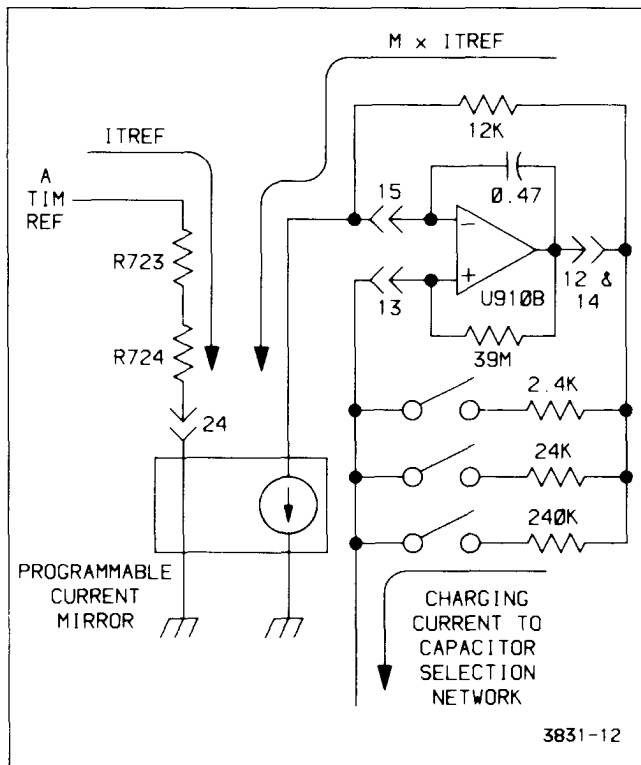 M x ITREF
ITREF
A
TIM
REF
R723
R724
24
12K
0.47
15
13
-
+
U910B
12 &
14
39M
2.4K
24K
240K
PROGRAMMABLE
CURRENT
MIRROR
CHARGING
CURRENT TO
CAPACITOR
SELECTION
NETWORK
3831-12